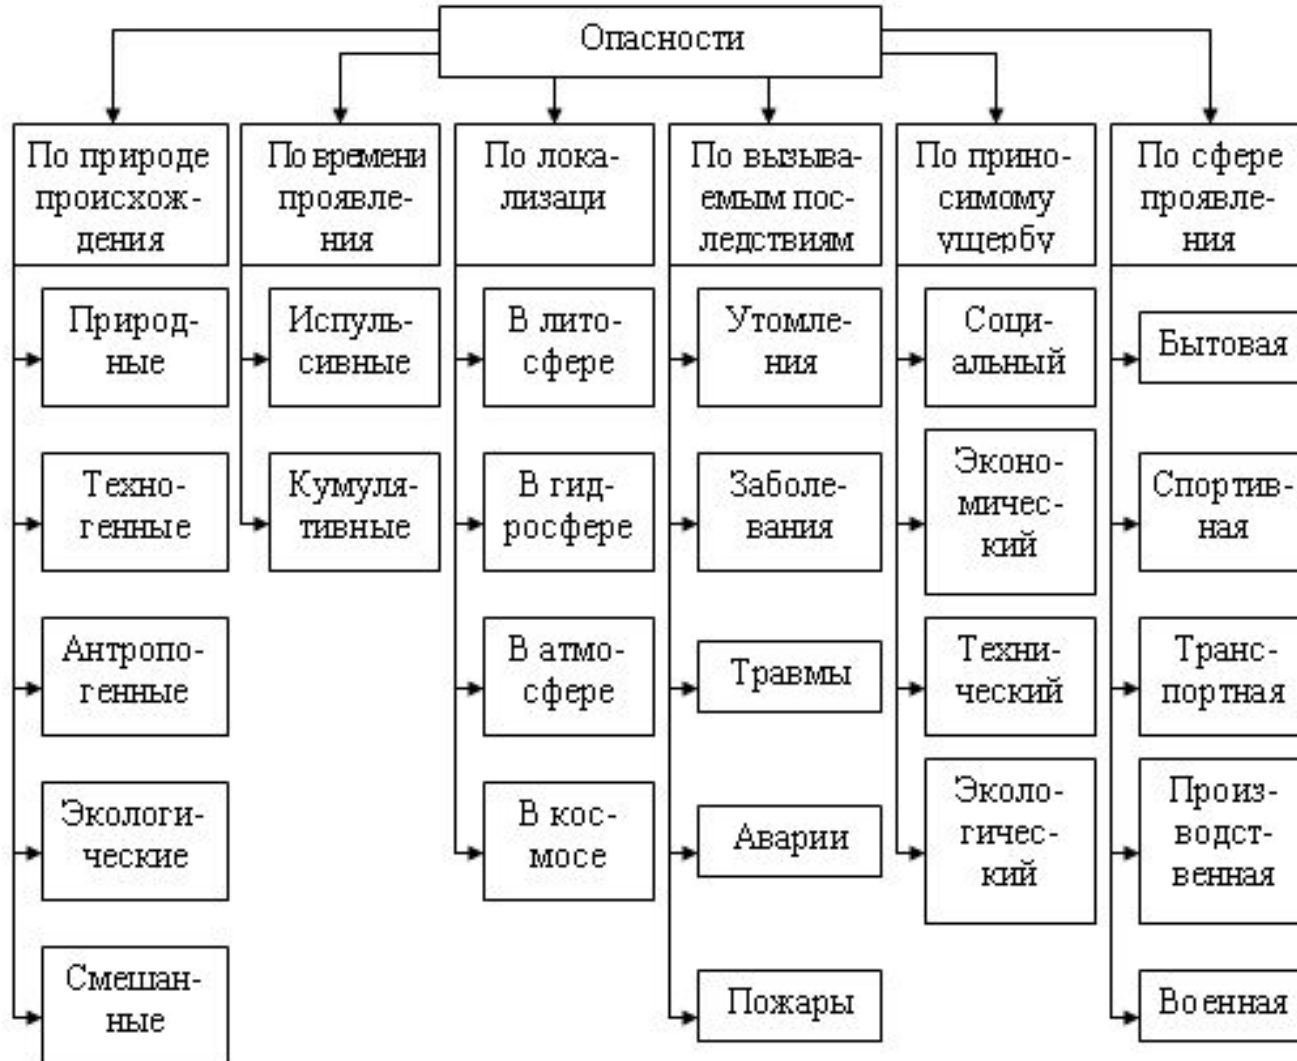 Опасности
По природе
происхож-
дения
Природ-
ные
Техно-
генные
Антропо-
генные
Экологи-
ческие
Смешан-
ные
По времени
проявле-
ния
Испуль-
сивные
Кумуля-
тивные
По лока-
лизаци
В лито-
сфере
В гид-
росфере
В атмо-
сфере
В кос-
мосе
По вызыва-
емым пос-
ледствиям
Утомле-
ния
Заболе-
вания
Травмы
Аварии
Пожары
По прино-
симому
ущербу
Соци-
альный
Эконо-
мичес-
кий
Техни-
ческий
Эколо-
гичес-
кий
По сфере
проявле-
ния
Бытовая
Спортив-
ная
Транс-
портная
Произ-
водст-
венная
Военная